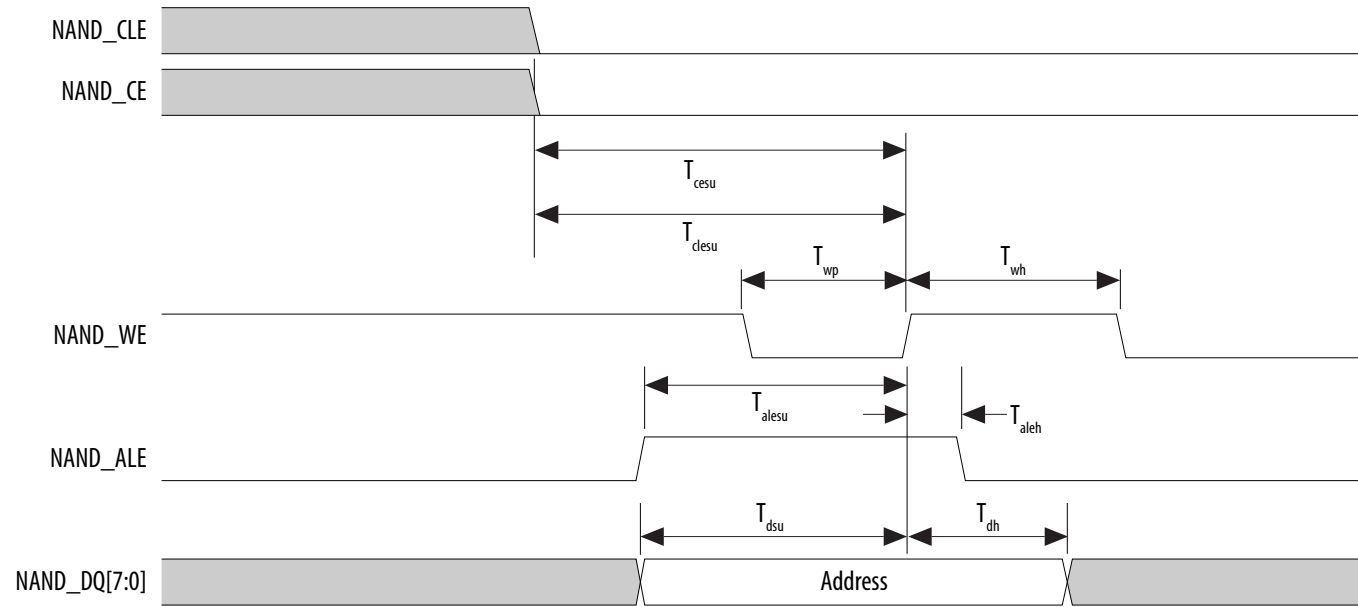 NAND_CLE
NAND_CE
T_cesu
T_clesu
T_wp
T_wh
NAND_WE
T_alesu
T_aleh
NAND_ALE
T_dsu
T_dh
NAND_DQ[7:0]
Address